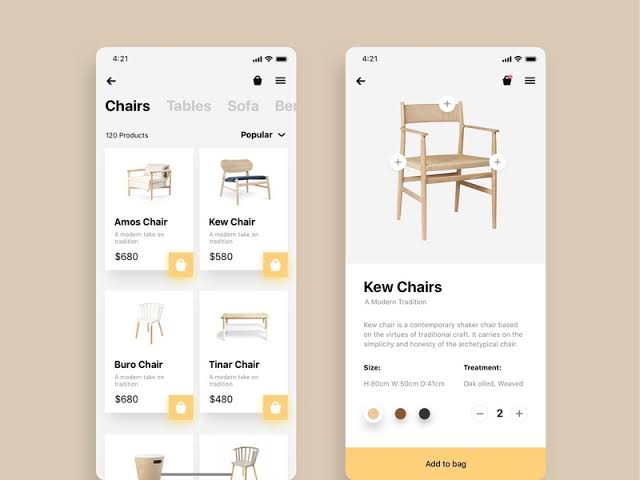 4:21
Chairs Tables Sofa Ben
120 Products Popular
Amos Chair
A modern take on
tradition
$680
Kew Chair
A modern take on
tradition
$580
Buro Chair
A modern take on
tradition
$680
Tinar Chair
A modern take on
tradition
$480
4:21
Kew Chairs
A Modern Tradition
Kew chair is a contemporary shaker chair based
on the virtues of traditional craft. It carries on the
simplicity and honesty of the archetypical chair.
Size: Treatment:
H:80cm W:50cm D:41cm Oak oiled, Weaved
− 2 +
Add to bag